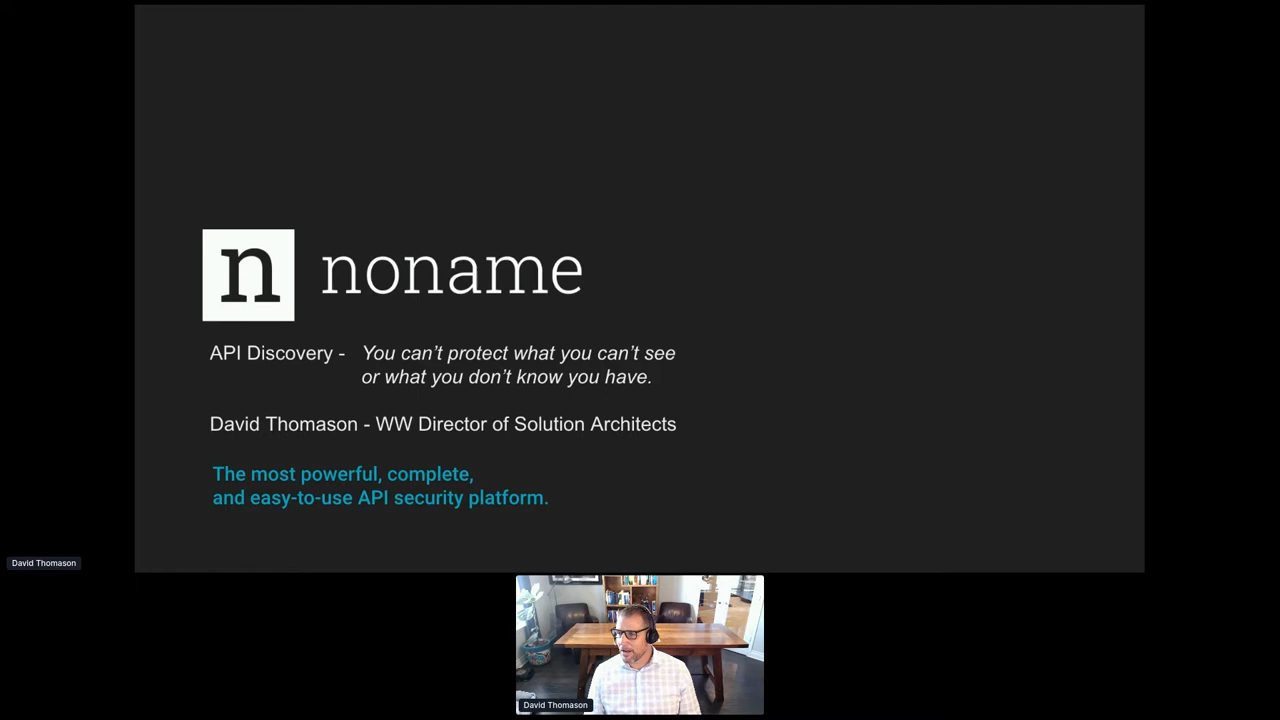 n noname
API Discovery - You can’t protect what you can’t see
or what you don’t know you have.
David Thomason - WW Director of Solution Architects
The most powerful, complete,
and easy-to-use API security platform.
David Thomason
David Thomason